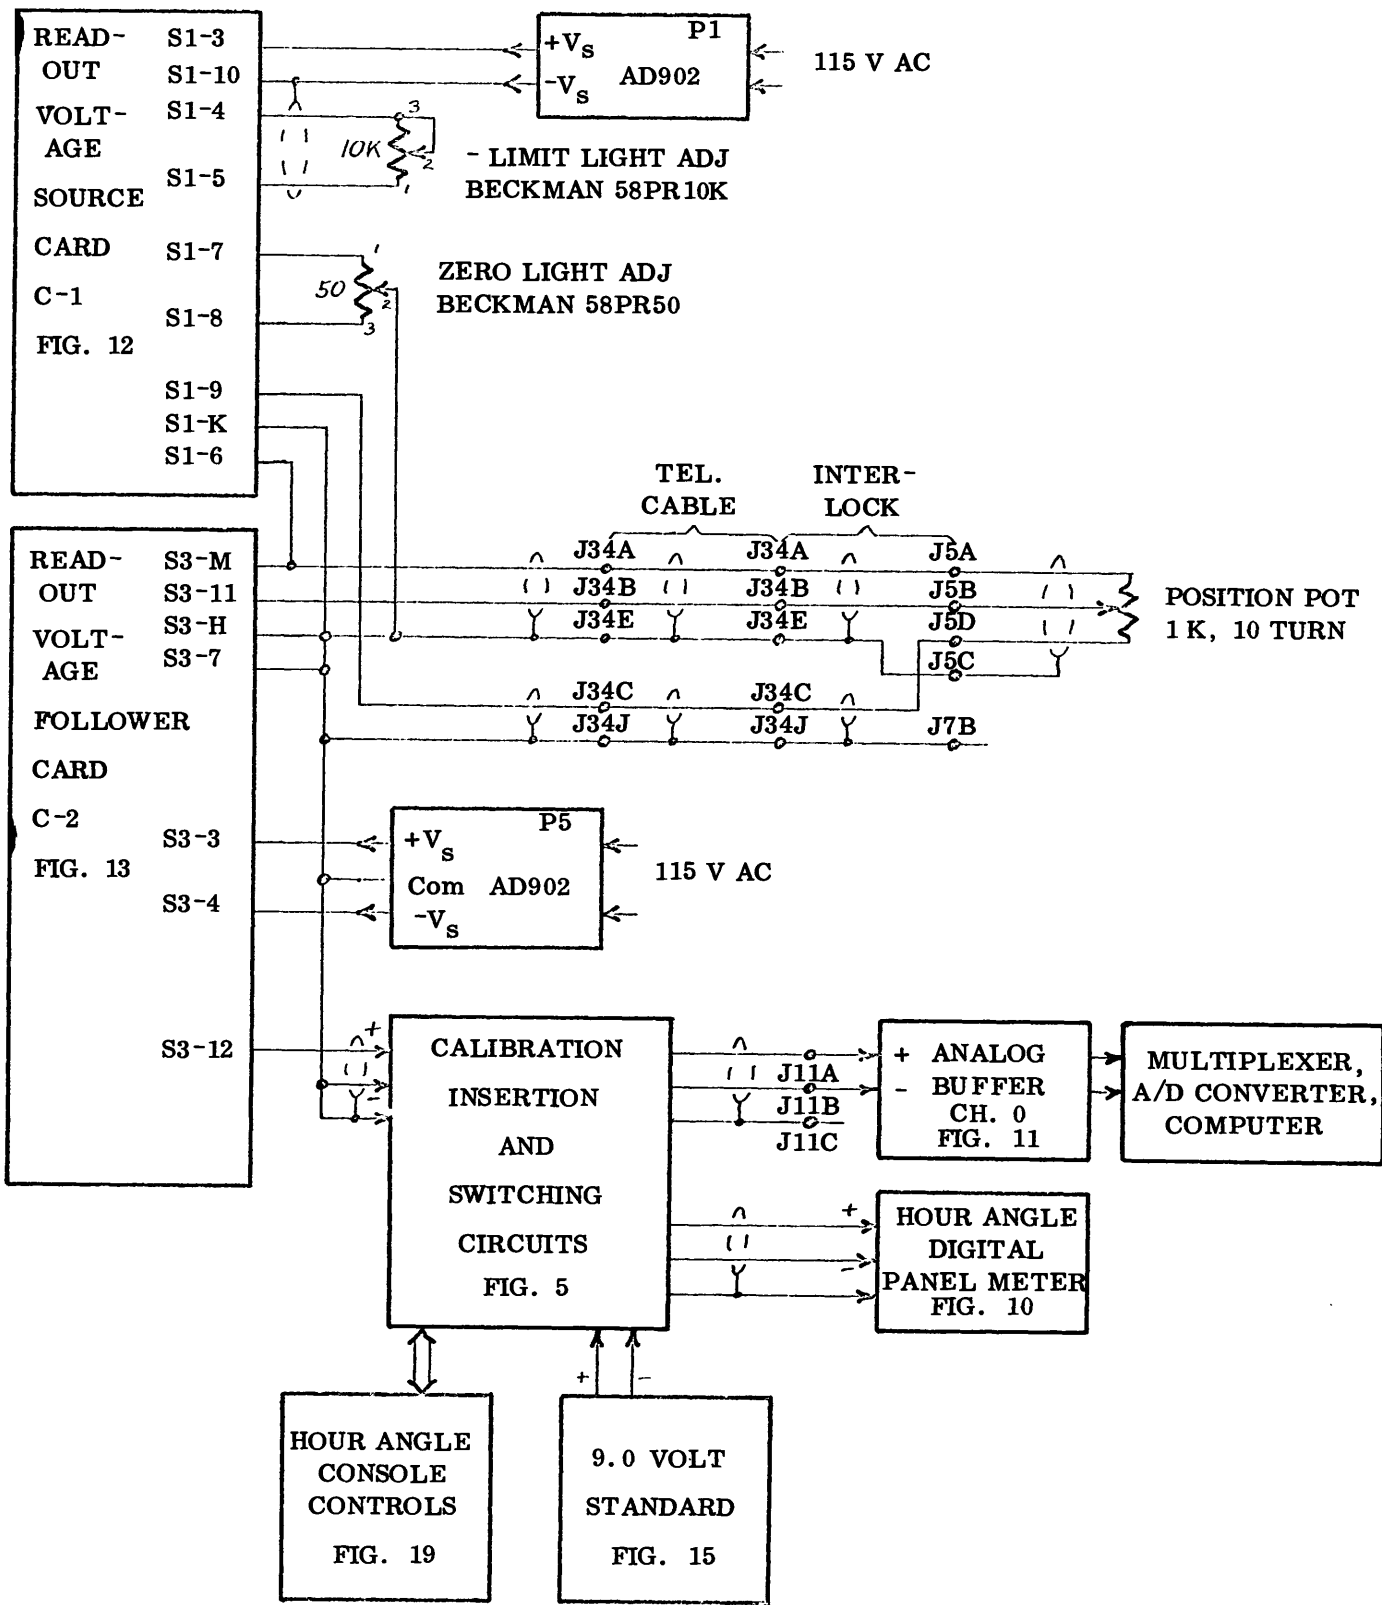 READ-
OUT
VOLT-
AGE
SOURCE
CARD
C-1
FIG. 12
S1-3
S1-10
S1-4
S1-5
S1-7
S1-8
S1-9
S1-K
S1-6
+VS
-VS
P1
AD902
115 V AC
3
10K
2
1
- LIMIT LIGHT ADJ
BECKMAN 58PR10K
1
50
2
3
ZERO LIGHT ADJ
BECKMAN 58PR50
TEL.
CABLE
INTER-
LOCK
READ-
OUT
VOLT-
AGE
FOLLOWER
CARD
C-2
FIG. 13
S3-M
S3-11
S3-H
S3-7
S3-3
S3-4
S3-12
J34A
J34A
J5A
J34B
J34B
J5B
J34E
J34E
J5D
J5C
J34C
J34C
J34J
J34J
J7B
POSITION POT
1 K, 10 TURN
+VS
P5
Com AD902
-VS
115 V AC
+
-
CALIBRATION
INSERTION
AND
SWITCHING
CIRCUITS
FIG. 5
J11A
J11B
J11C
+ ANALOG
- BUFFER
CH. 0
FIG. 11
MULTIPLEXER,
A/D CONVERTER,
COMPUTER
+
-
HOUR ANGLE
DIGITAL
PANEL METER
FIG. 10
+
-
HOUR ANGLE
CONSOLE
CONTROLS
FIG. 19
9.0 VOLT
STANDARD
FIG. 15